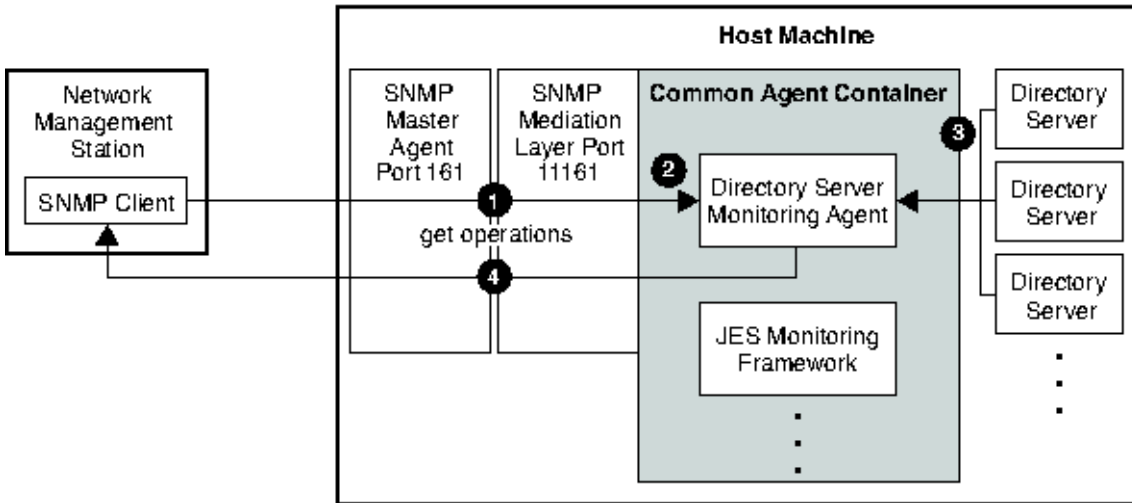 Host Machine
Network
Management
Station
SNMP Client
SNMP
Master
Agent
Port 161
SNMP
Mediation
Layer Port
11161
Common Agent Container
3
Directory
Server
2
Directory Server
Monitoring Agent
Directory
Server
1
get operations
4
Directory
Server
JES Monitoring
Framework